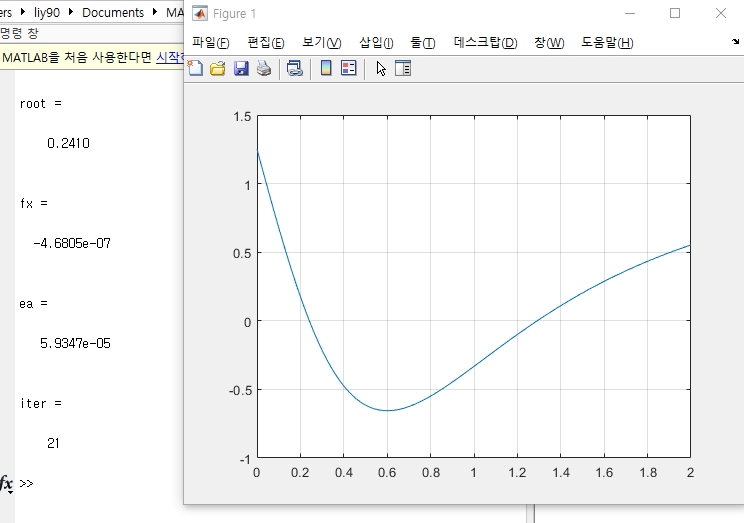 ers ▸ liy90 ▸ Documents ▸ MA
명령 창
MATLAB을 처음 사용한다면 시작
root =
0.2410
fx =
-4.6805e-07
ea =
5.9347e-05
iter =
21
fx >>
Figure 1
파일(F) 편집(E) 보기(V) 삽입(I) 툴(T) 데스크탑(D) 창(W) 도움말(H)
1.5
1
0.5
0
-0.5
-1
0 0.2 0.4 0.6 0.8 1 1.2 1.4 1.6 1.8 2